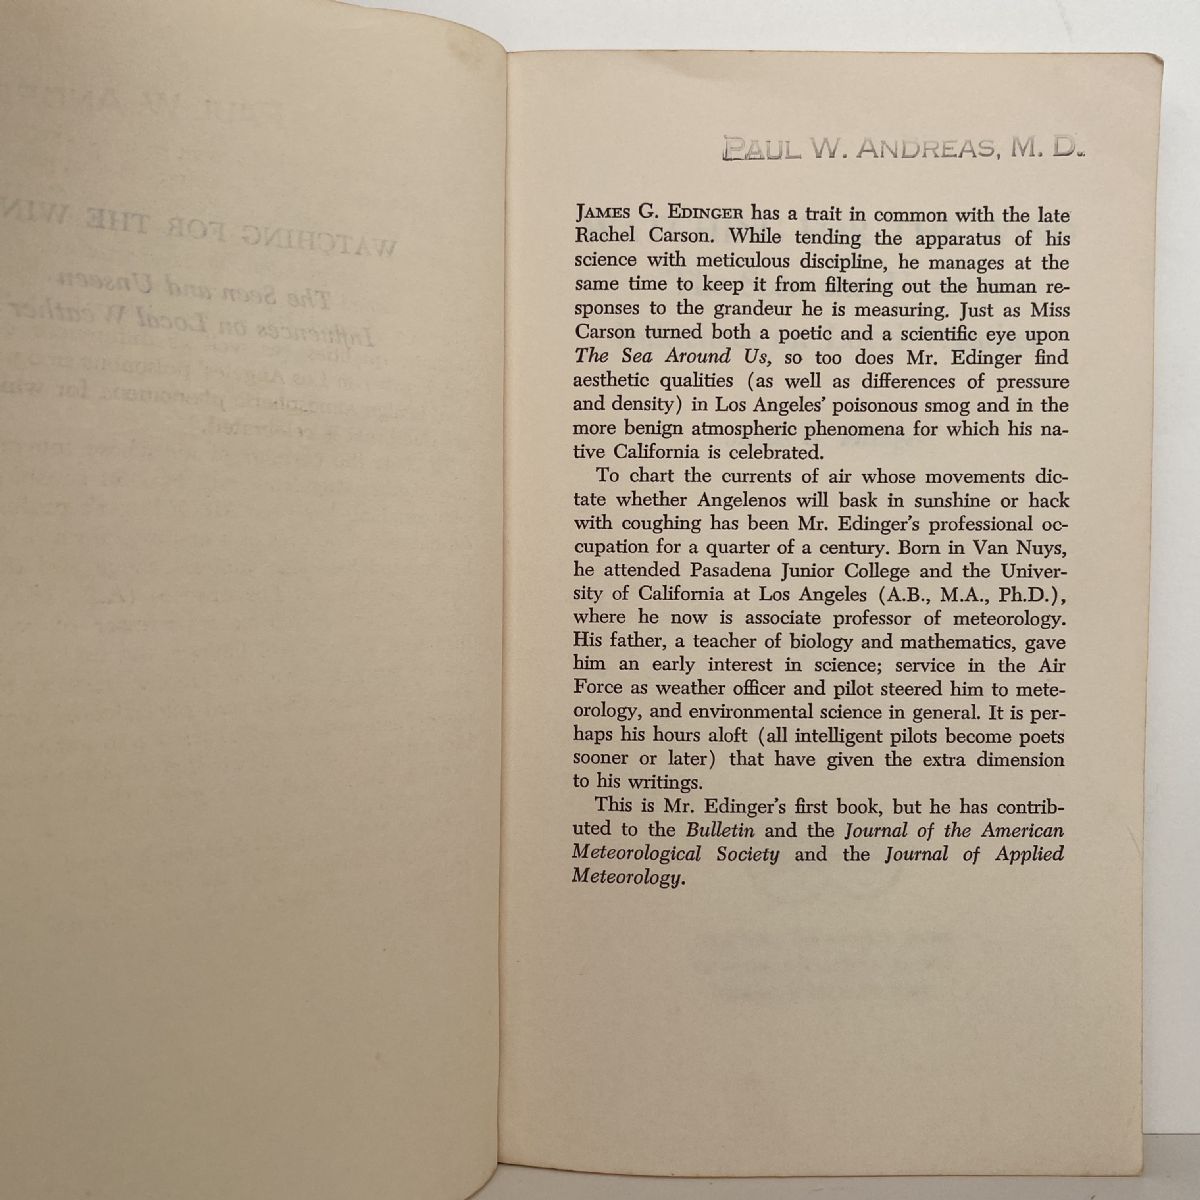 PAUL W. ANDREAS, M. D.
JAMES G. EDINGER has a trait in common with the late
Rachel Carson. While tending the apparatus of his
science with meticulous discipline, he manages at the
same time to keep it from filtering out the human re-
sponses to the grandeur he is measuring. Just as Miss
Carson turned both a poetic and a scientific eye upon
The Sea Around Us, so too does Mr. Edinger find
aesthetic qualities (as well as differences of pressure
and density) in Los Angeles' poisonous smog and in the
more benign atmospheric phenomena for which his na-
tive California is celebrated.
To chart the currents of air whose movements dic-
tate whether Angelenos will bask in sunshine or hack
with coughing has been Mr. Edinger's professional oc-
cupation for a quarter of a century. Born in Van Nuys,
he attended Pasadena Junior College and the Univer-
sity of California at Los Angeles (A.B., M.A., Ph.D.),
where he now is associate professor of meteorology.
His father, a teacher of biology and mathematics, gave
him an early interest in science; service in the Air
Force as weather officer and pilot steered him to mete-
orology, and environmental science in general. It is per-
haps his hours aloft (all intelligent pilots become poets
sooner or later) that have given the extra dimension
to his writings.
This is Mr. Edinger's first book, but he has contrib-
uted to the Bulletin and the Journal of the American
Meteorological Society and the Journal of Applied
Meteorology.
WATCHING FOR THE WIN
The Seen and Unseen
Influences on Local Weather